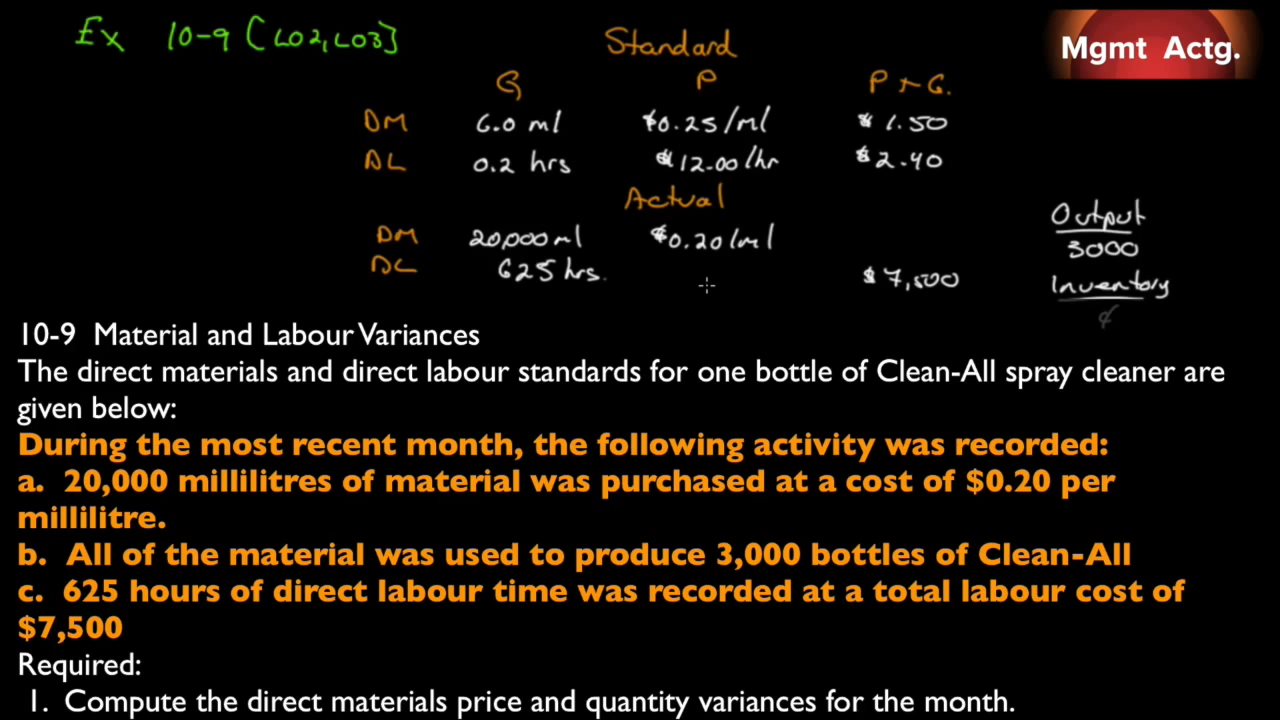 Ex 10-9 [LO2, LO3]
Mgmt Actg.
Standard
Q P P × Q.
DM 6.0 ml $0.25/ml $1.50
DL 0.2 hrs $12.00/hr $2.40
Actual
DM 20,000 ml $0.20/ml
DL 625 hrs. $7,500
Output
3000
Inventory
10-9 Material and Labour Variances
The direct materials and direct labour standards for one bottle of Clean-All spray cleaner are
given below:
During the most recent month, the following activity was recorded:
a. 20,000 millilitres of material was purchased at a cost of $0.20 per
millilitre.
b. All of the material was used to produce 3,000 bottles of Clean-All
c. 625 hours of direct labour time was recorded at a total labour cost of
$7,500
Required:
1. Compute the direct materials price and quantity variances for the month.